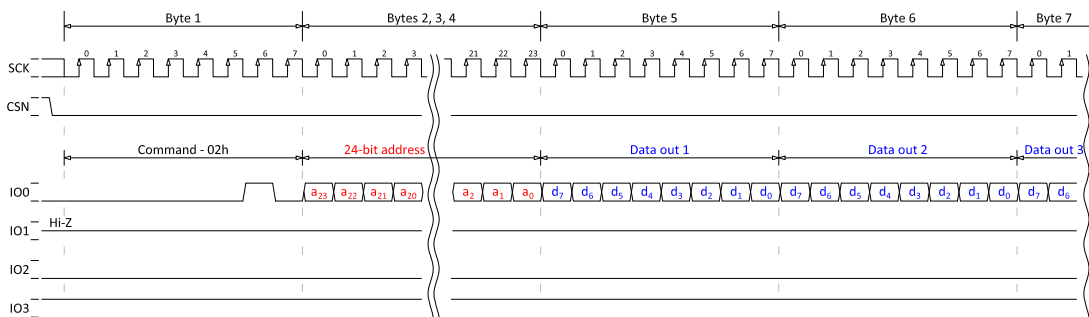 Byte 1 Bytes 2, 3, 4 Byte 5 Byte 6 Byte 7
0 1 2 3 4 5 6 7 0 1 2 3 21 22 23 0 1 2 3 4 5 6 7 0 1 2 3 4 5 6 7 0 1
SCK
CSN
Command - 02h 24-bit address Data out 1 Data out 2 Data out 3
IO0 a23 a22 a21 a20 a2 a1 a0 d7 d6 d5 d4 d3 d2 d1 d0 d7 d6 d5 d4 d3 d2 d1 d0 d7 d6
Hi-Z
IO1
IO2
IO3